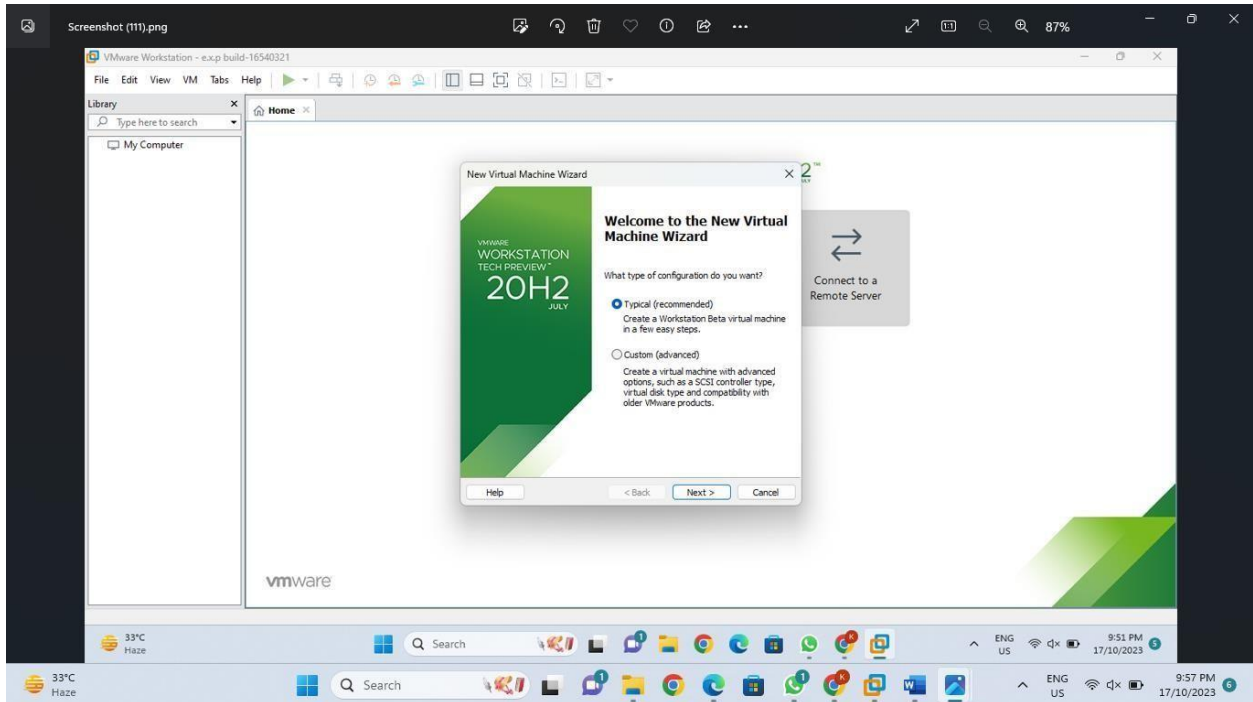 Screenshot (111).png
87%
VMware Workstation - e.x.p build-16540321
File Edit View VM Tabs Help
Library
Type here to search
My Computer
Home
2™
New Virtual Machine Wizard
VMWARE
WORKSTATION
TECH PREVIEW™
20H2
JULY
Welcome to the New Virtual
Machine Wizard
What type of configuration do you want?
Typical (recommended)
Create a Workstation Beta virtual machine
in a few easy steps.
Custom (advanced)
Create a virtual machine with advanced
options, such as a SCSI controller type,
virtual disk type and compatibility with
older VMware products.
Help < Back Next > Cancel
Connect to a
Remote Server
vmware
33°C
Haze
Search
1
K
ENG
US
9:51 PM
17/10/2023
5
33°C
Haze
Search
1
K
ENG
US
9:57 PM
17/10/2023
6